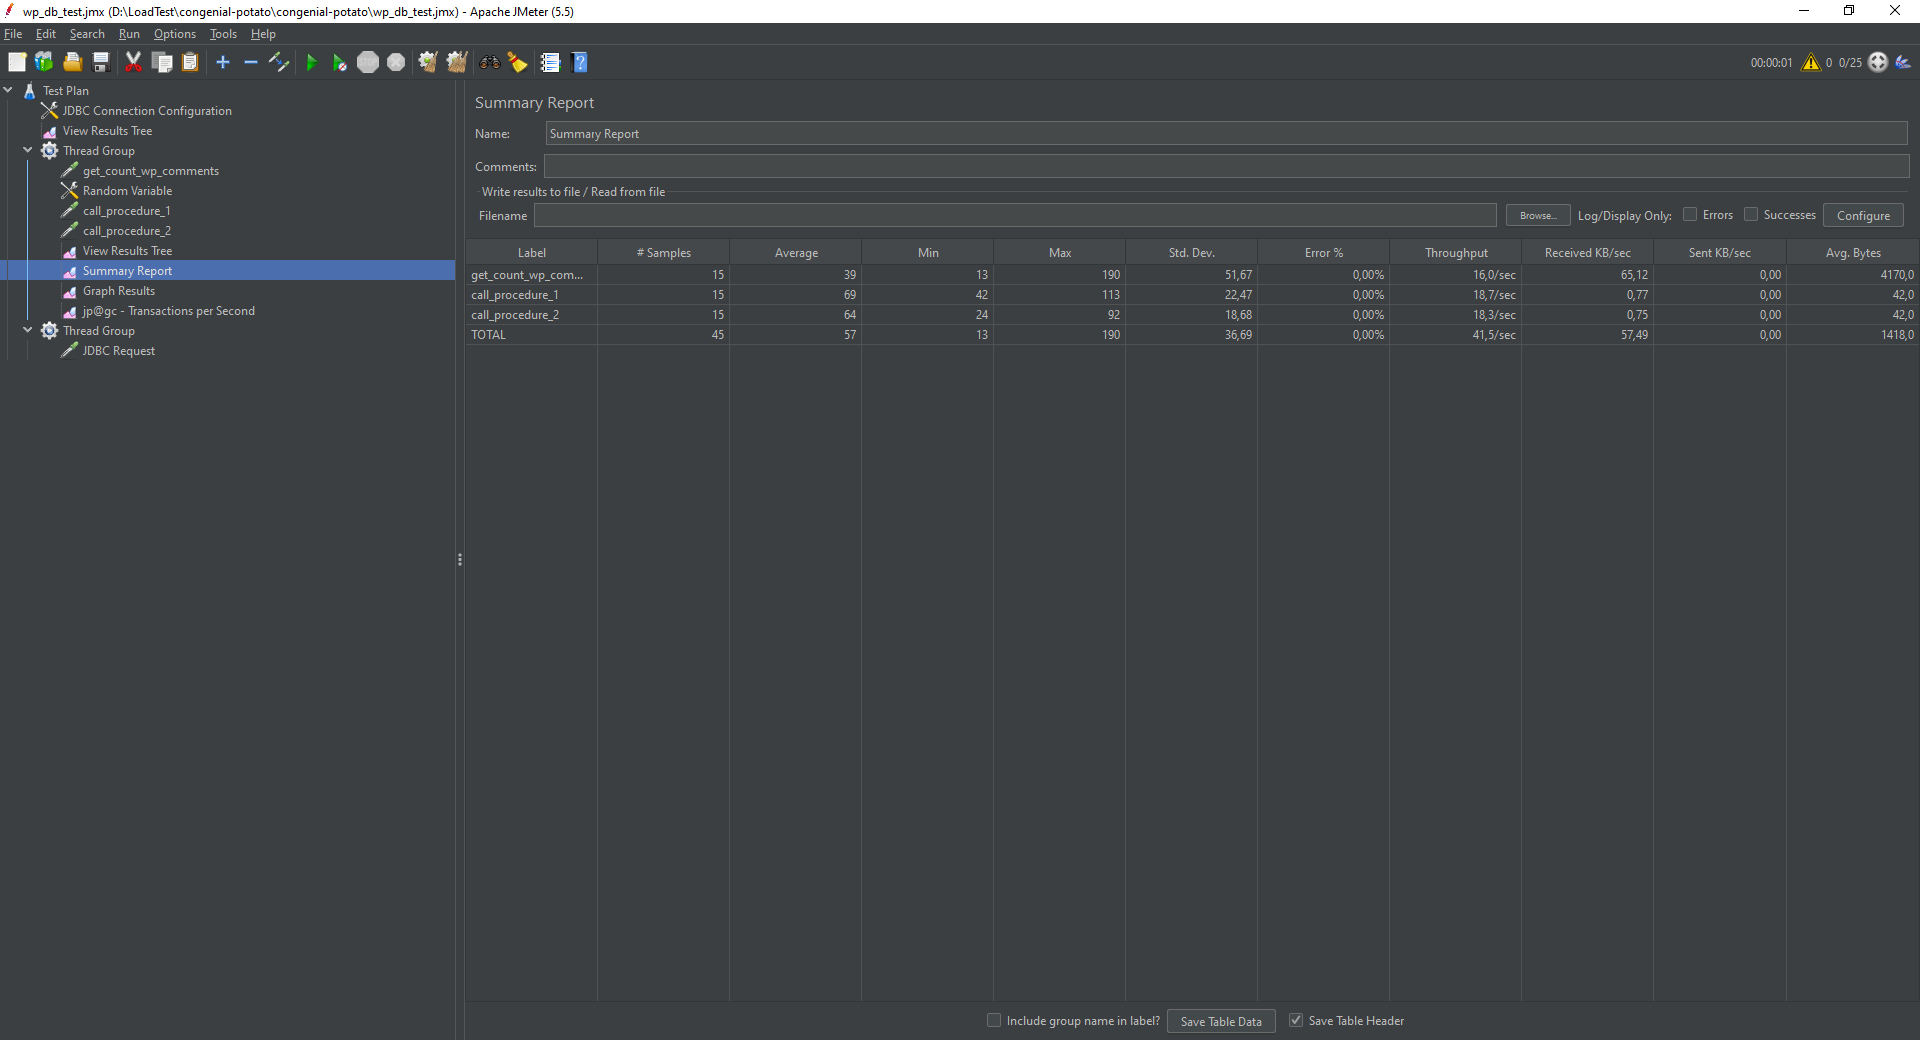 wp_db_test.jmx (D:\LoadTest\congenial-potato\congenial-potato\wp_db_test.jmx) - Apache JMeter (5.5)
File Edit Search Run Options Tools Help
00:00:01 0 0/25
Test Plan
JDBC Connection Configuration
View Results Tree
Thread Group
get_count_wp_comments
Random Variable
call_procedure_1
call_procedure_2
View Results Tree
Summary Report
Graph Results
jp@gc - Transactions per Second
Thread Group
JDBC Request
Summary Report
Name: Summary Report
Comments:
Write results to file / Read from file
Filename Browse... Log/Display Only: Errors Successes Configure
Label # Samples Average Min Max Std. Dev. Error % Throughput Received KB/sec Sent KB/sec Avg. Bytes
get_count_wp_com... 15 39 13 190 51,67 0,00% 16,0/sec 65,12 0,00 4170,0
call_procedure_1 15 69 42 113 22,47 0,00% 18,7/sec 0,77 0,00 42,0
call_procedure_2 15 64 24 92 18,68 0,00% 18,3/sec 0,75 0,00 42,0
TOTAL 45 57 13 190 36,69 0,00% 41,5/sec 57,49 0,00 1418,0
Include group name in label? Save Table Data Save Table Header